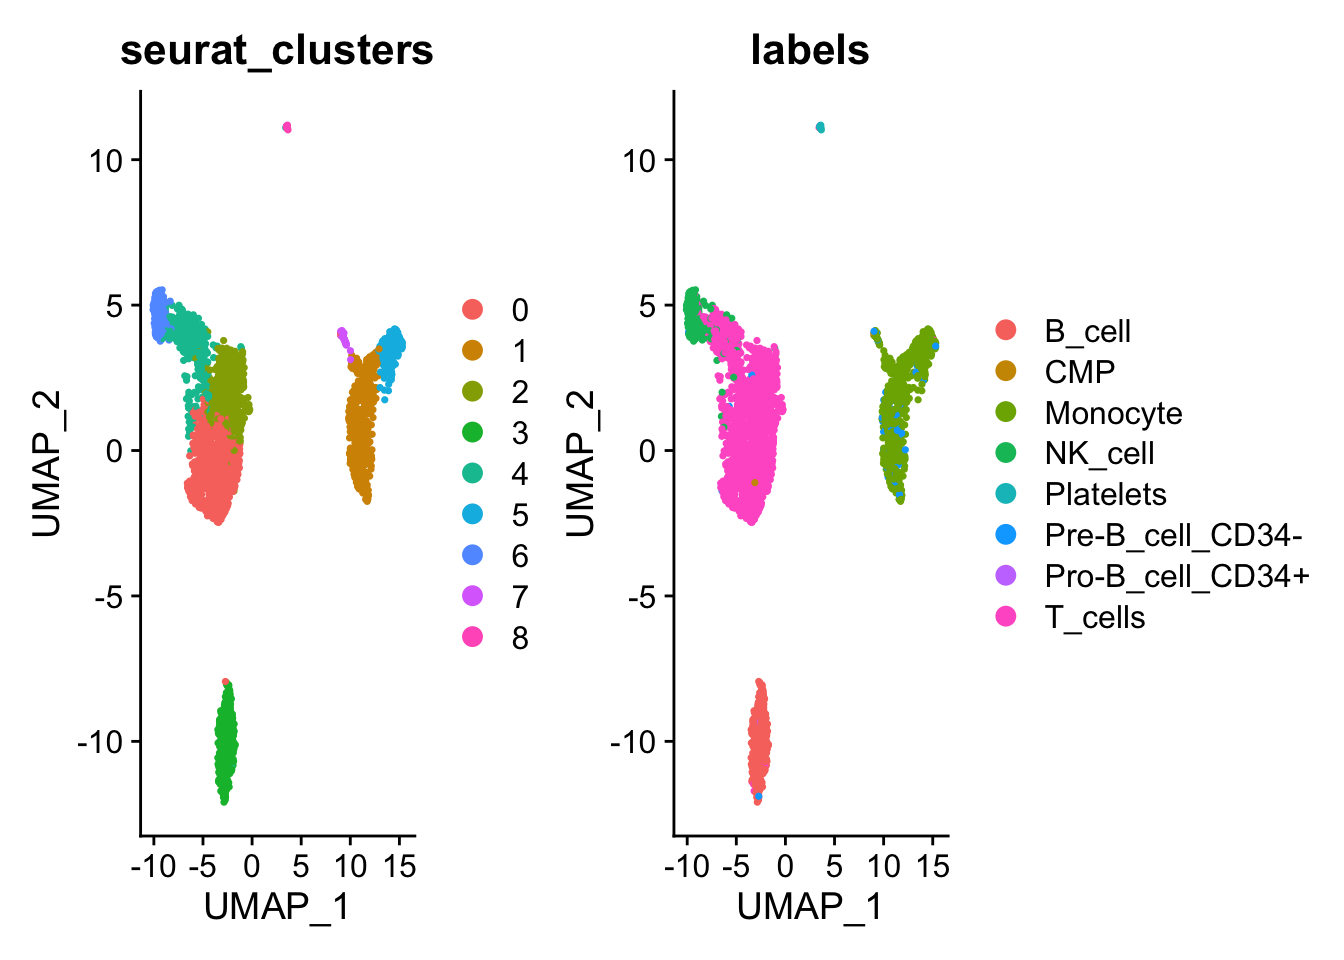 seurat_clusters
10
5
0
-5
-10
UMAP_2
-10 -5 0 5 10 15
UMAP_1
0
1
2
3
4
5
6
7
8
labels
10
5
0
-5
-10
UMAP_2
-10 -5 0 5 10 15
UMAP_1
B_cell
CMP
Monocyte
NK_cell
Platelets
Pre-B_cell_CD34-
Pro-B_cell_CD34+
T_cells